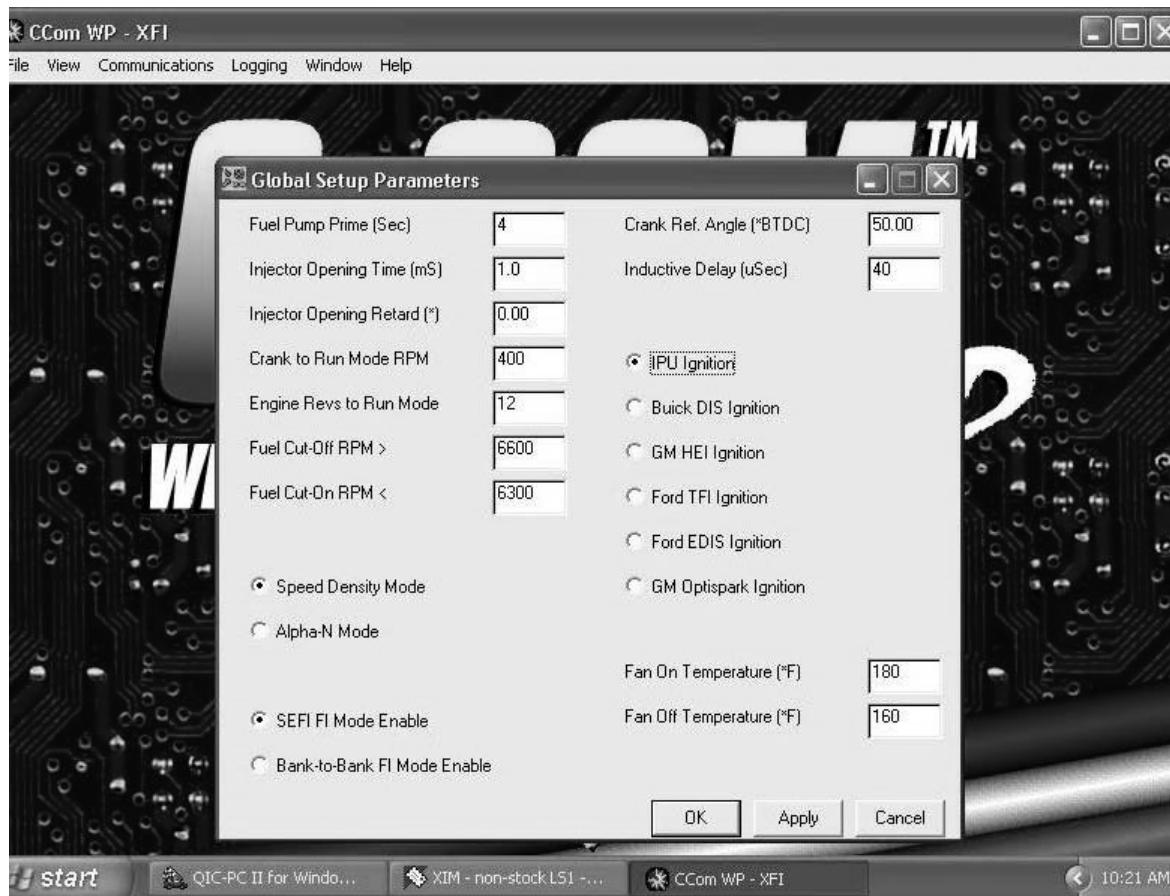 CCom WP - XFI
File View Communications Logging Window Help
TM
Global Setup Parameters
Fuel Pump Prime (Sec) 4
Injector Opening Time (mS) 1.0
Injector Opening Retard (*) 0.00
Crank to Run Mode RPM 400
Engine Revs to Run Mode 12
Fuel Cut-Off RPM > 6600
Fuel Cut-On RPM < 6300
Speed Density Mode
Alpha-N Mode
SEFI FI Mode Enable
Bank-to-Bank FI Mode Enable
Crank Ref. Angle (*BTDC) 50.00
Inductive Delay (uSec) 40
IPU Ignition
Buick DIS Ignition
GM HEI Ignition
Ford TFI Ignition
Ford EDIS Ignition
GM Optispark Ignition
Fan On Temperature (*F) 180
Fan Off Temperature (*F) 160
OK Apply Cancel
start QIC-PC II for Windo... XIM - non-stock LS1 -... CCom WP - XFI 10:21 AM